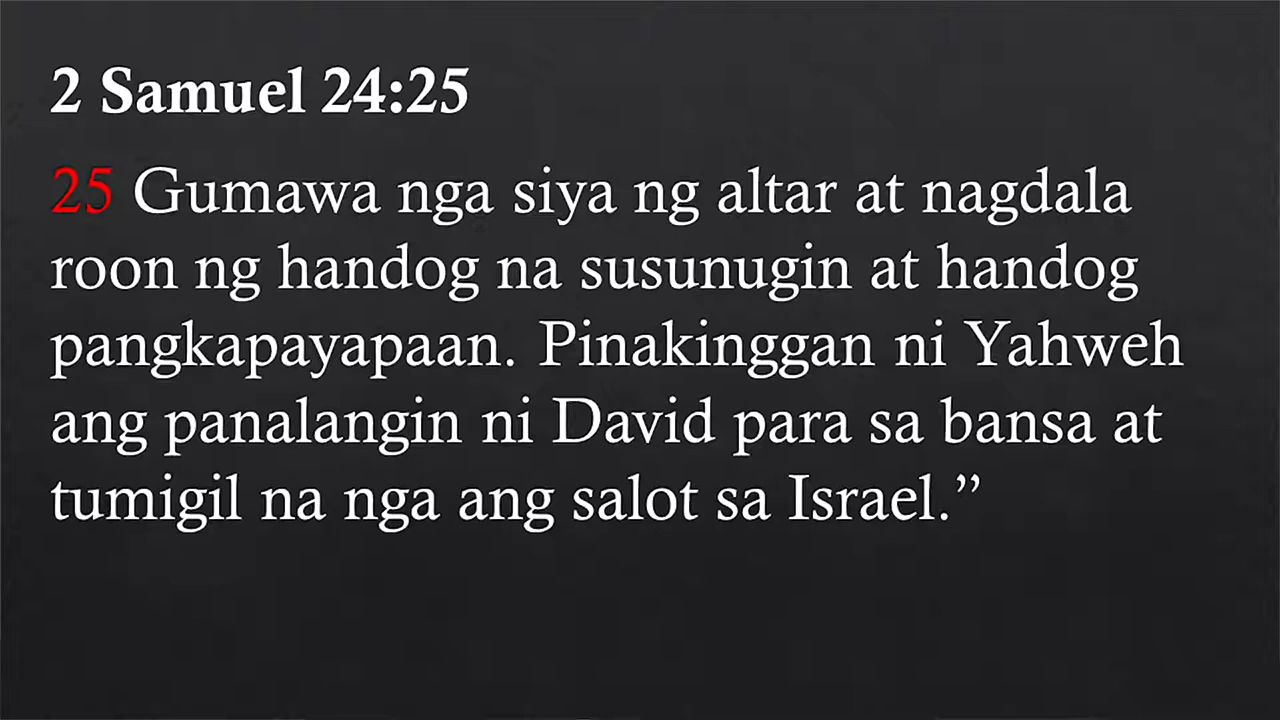 2 Samuel 24:25
25 Gumawa nga siya ng altar at nagdala
roon ng handog na susunugin at handog
pangkapayapaan. Pinakinggan ni Yahweh
ang panalangin ni David para sa bansa at
tumigil na nga ang salot sa Israel.”